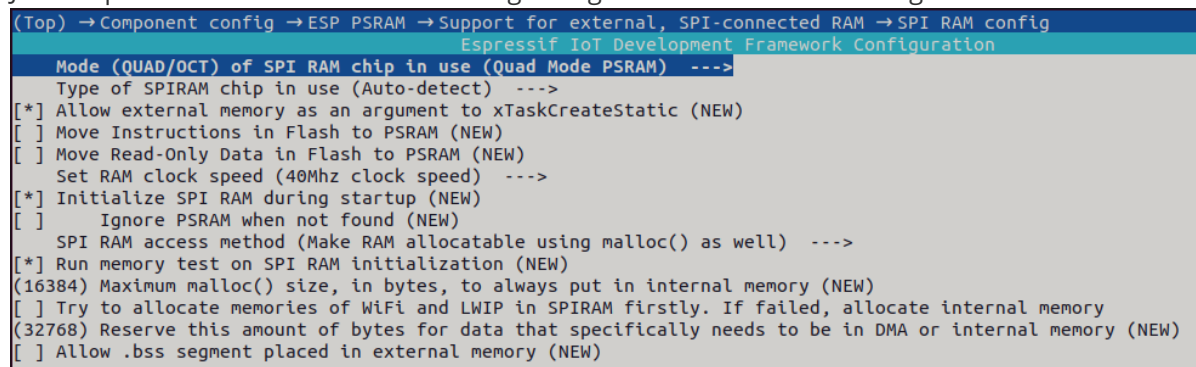 (Top) → Component config → ESP PSRAM → Support for external, SPI-connected RAM → SPI RAM config
Espressif IoT Development Framework Configuration
Mode (QUAD/OCT) of SPI RAM chip in use (Quad Mode PSRAM) --->
Type of SPIRAM chip in use (Auto-detect) --->
[*] Allow external memory as an argument to xTaskCreateStatic (NEW)
[ ] Move Instructions in Flash to PSRAM (NEW)
[ ] Move Read-Only Data in Flash to PSRAM (NEW)
Set RAM clock speed (40Mhz clock speed) --->
[*] Initialize SPI RAM during startup (NEW)
[ ] Ignore PSRAM when not found (NEW)
SPI RAM access method (Make RAM allocatable using malloc() as well) --->
[*] Run memory test on SPI RAM initialization (NEW)
(16384) Maximum malloc() size, in bytes, to always put in internal memory (NEW)
[ ] Try to allocate memories of WiFi and LWIP in SPIRAM firstly. If failed, allocate internal memory
(32768) Reserve this amount of bytes for data that specifically needs to be in DMA or internal memory (NEW)
[ ] Allow .bss segment placed in external memory (NEW)